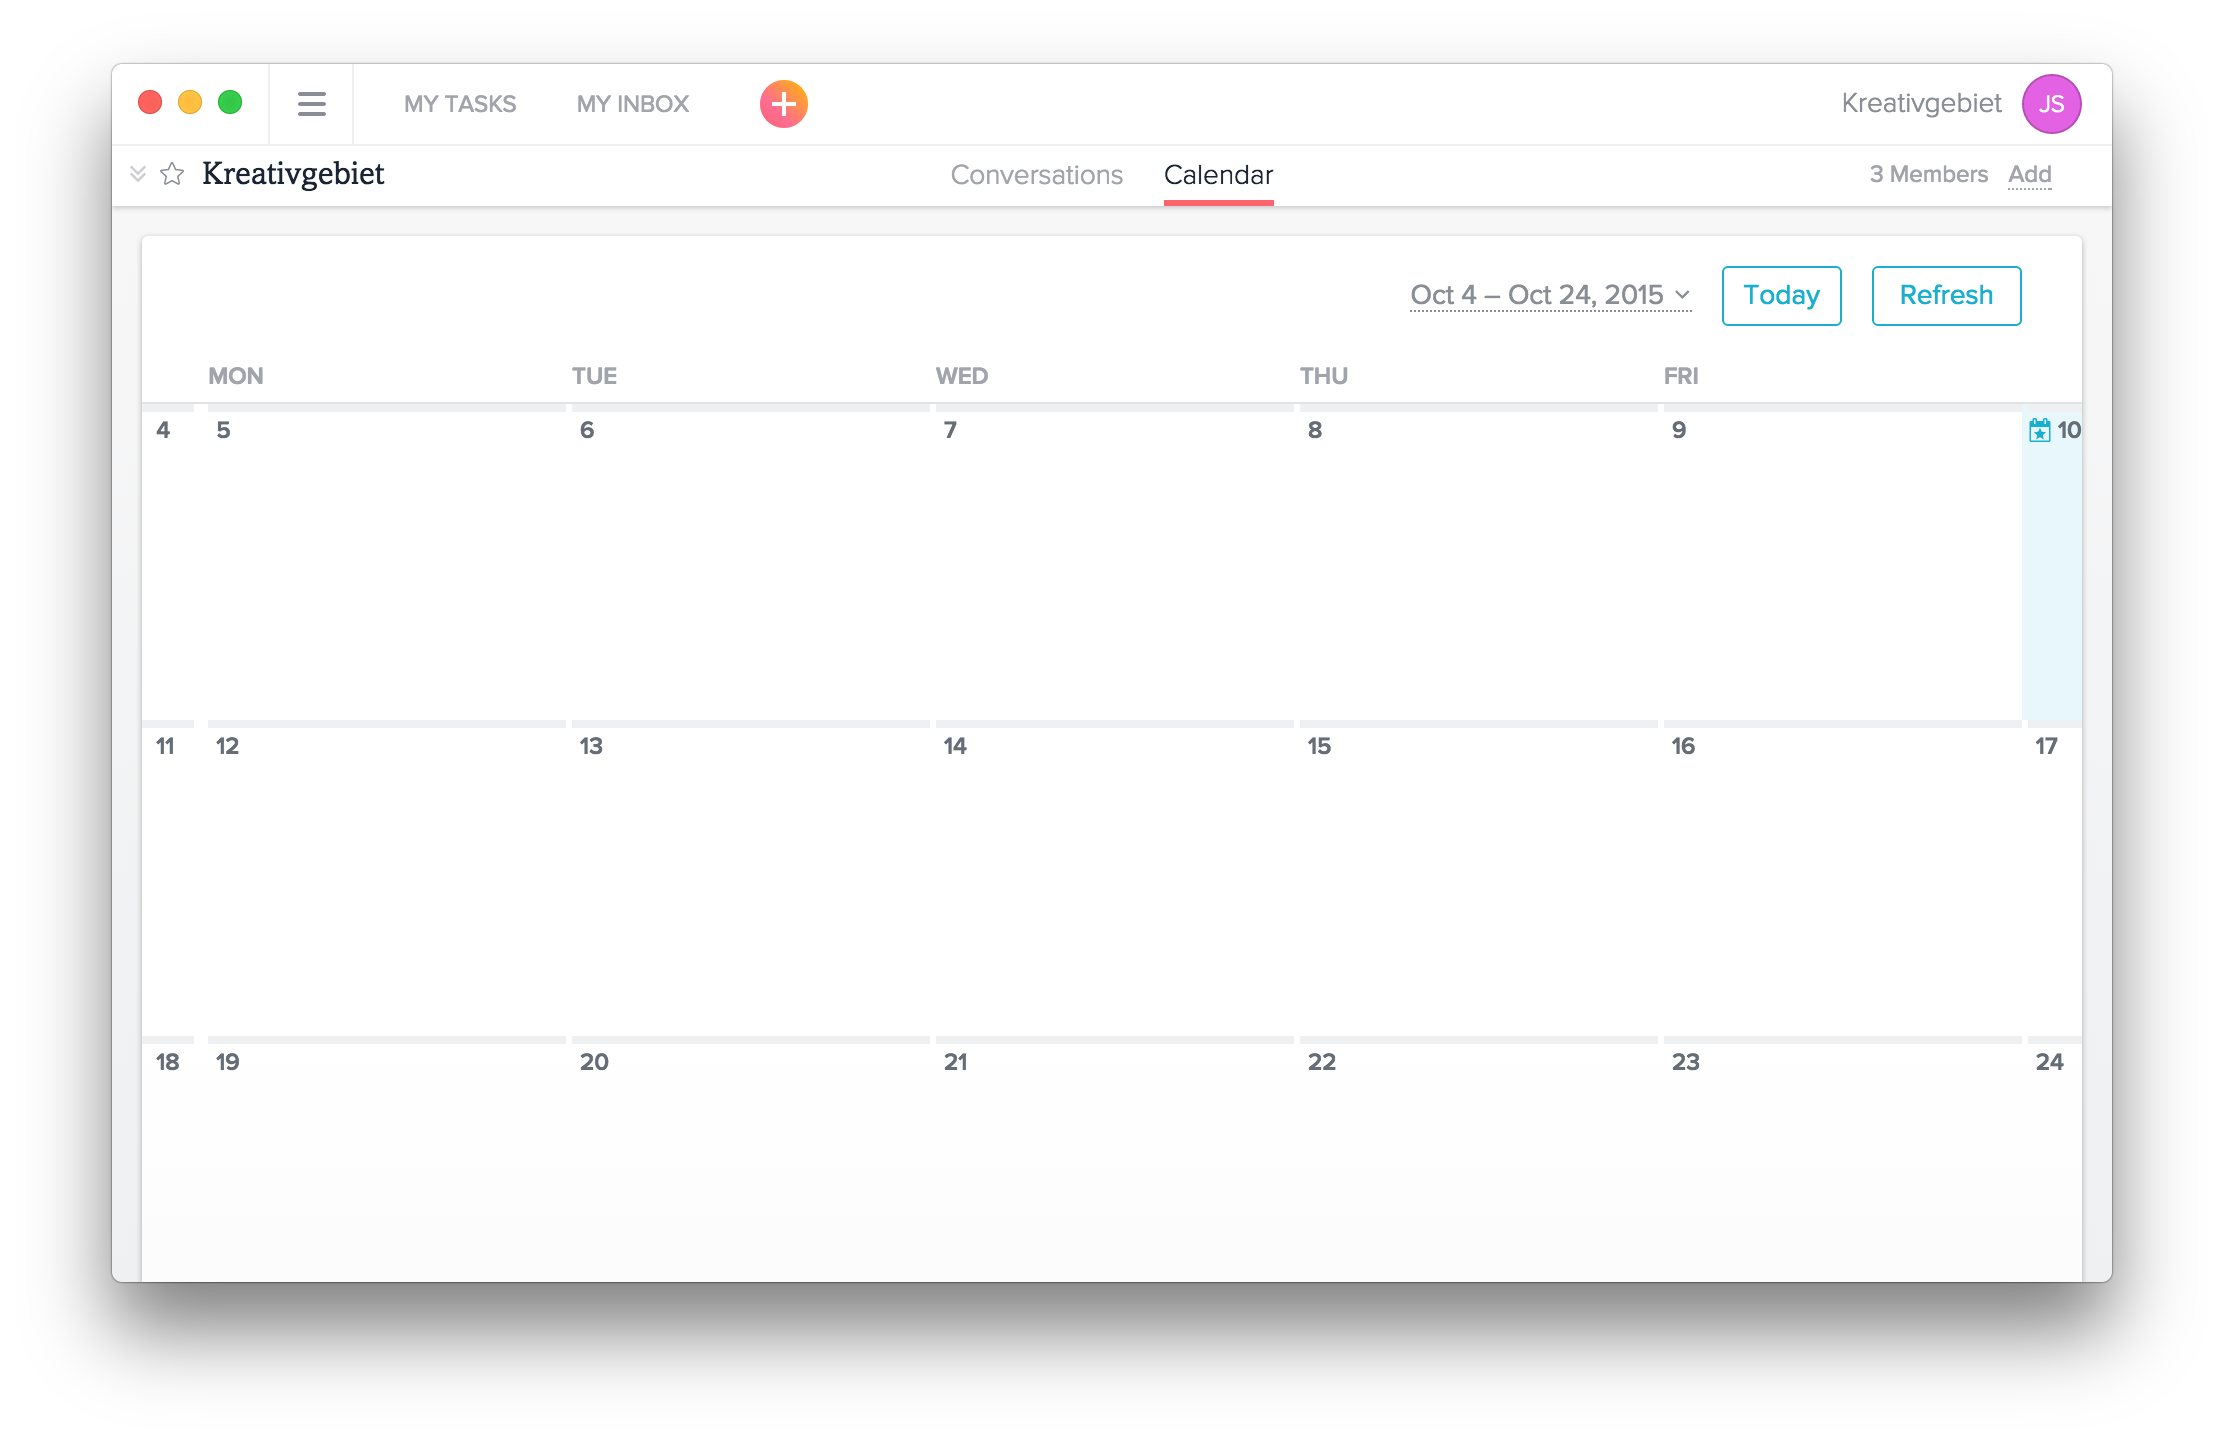 MY TASKS MY INBOX Kreativgebiet JS
Kreativgebiet Conversations Calendar 3 Members Add
Oct 4 – Oct 24, 2015 Today Refresh
MON TUE WED THU FRI
4 5 6 7 8 9 10
11 12 13 14 15 16 17
18 19 20 21 22 23 24